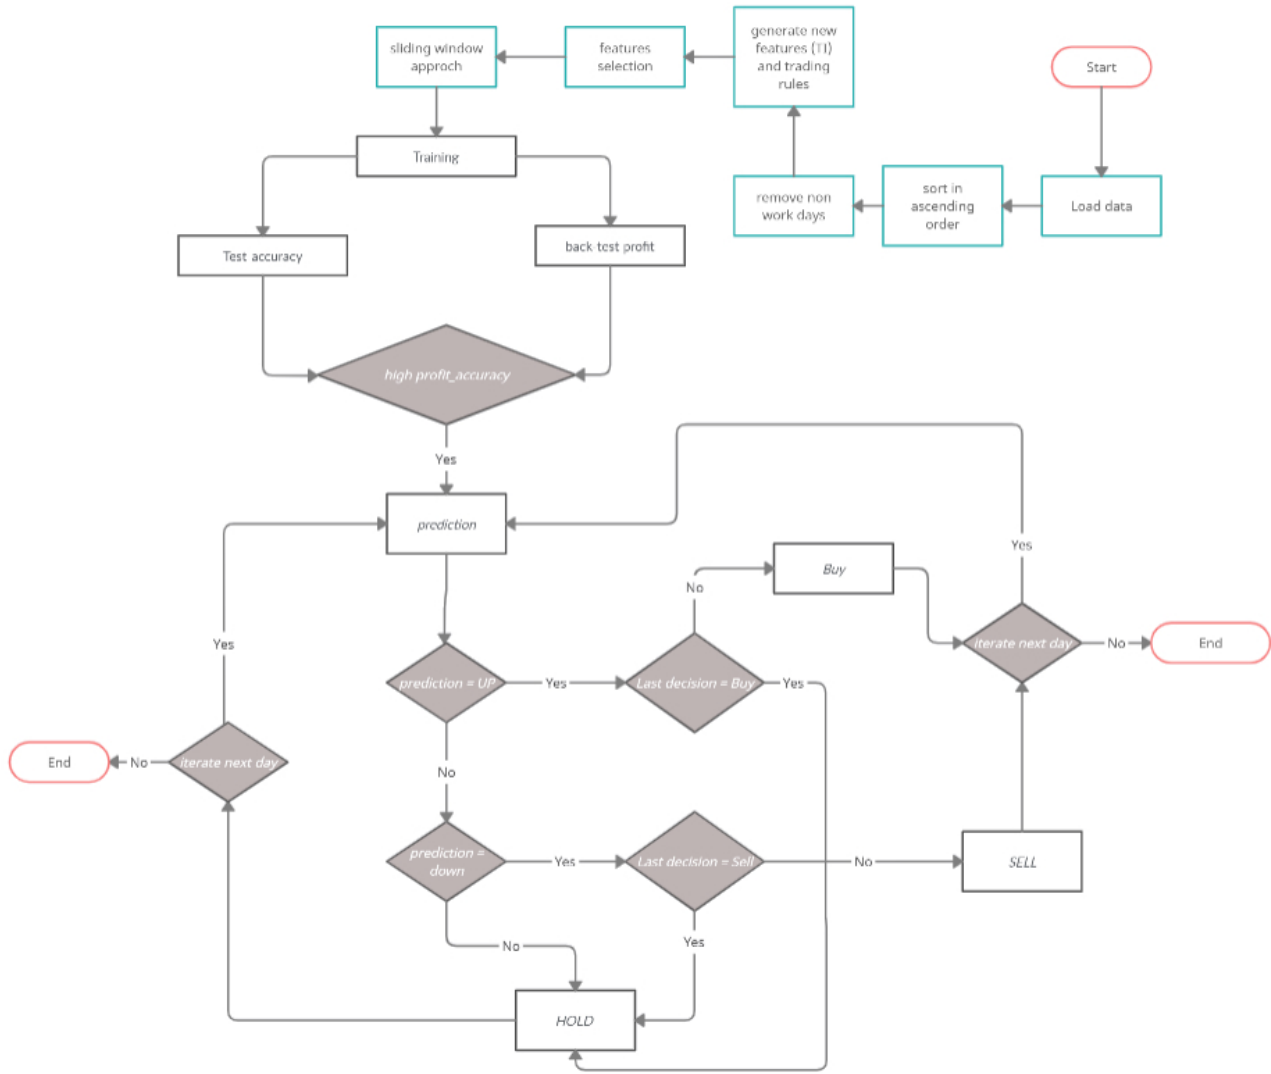 generate new
features (TI)
and trading
rules
sliding window
approch
features
selection
Start
Training
remove non
work days
sort in
ascending
order
Load data
Test accuracy
back test profit
high profit_accuracy
Yes
prediction
Yes
No
Buy
Yes
Yes
prediction = UP
Yes
Last decision = Buy
Yes
iterate next day
No
End
End
No
iterate next day
No
prediction =
down
Yes
Last decision = Sell
No
SELL
No
Yes
HOLD